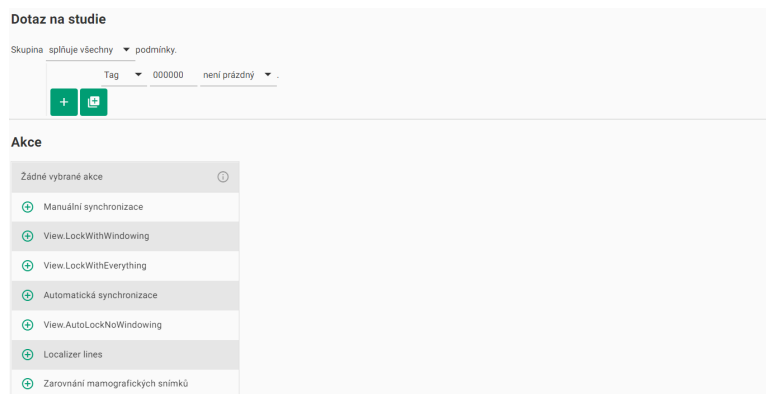 Dotaz na studie
Skupina splňuje všechny podmínky.
Tag 000000 není prázdný .
Akce
Žádné vybrané akce
Manuální synchronizace
View.LockWithWindowing
View.LockWithEverything
Automatická synchronizace
View.AutoLockNoWindowing
Localizer lines
Zarovnání mamografických snímků